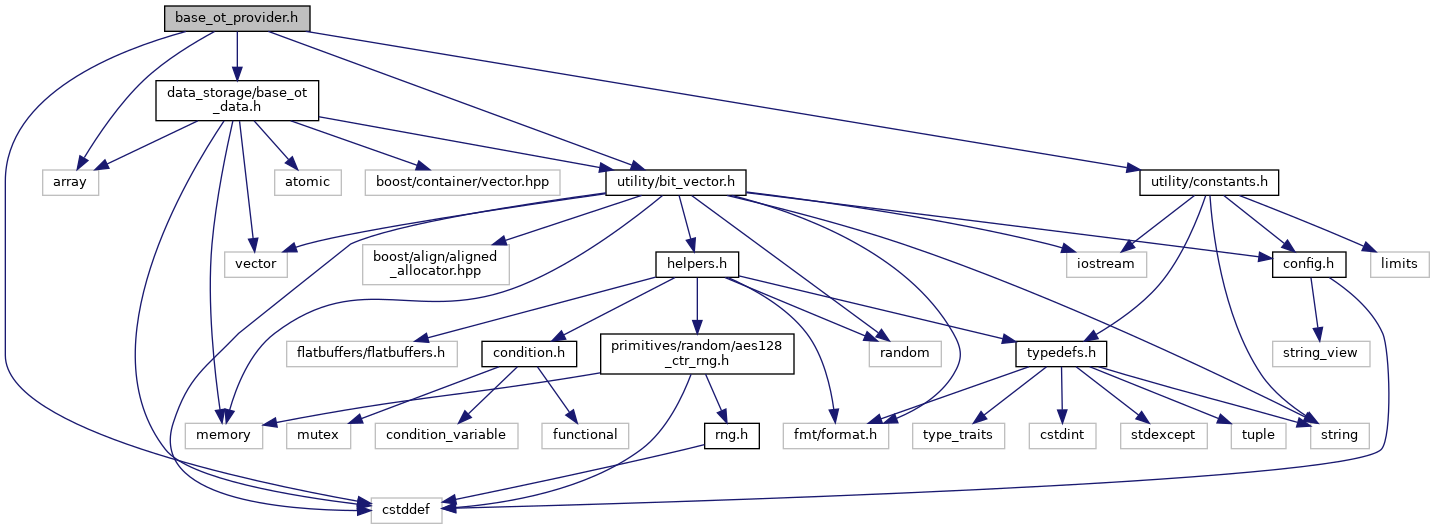 base_ot_provider.h
data_storage/base_ot
_data.h
array
atomic
boost/container/vector.hpp
utility/bit_vector.h
utility/constants.h
vector
boost/align/aligned
_allocator.hpp
helpers.h
iostream
config.h
limits
flatbuffers/flatbuffers.h
condition.h
primitives/random/aes128
_ctr_rng.h
random
typedefs.h
string_view
memory
mutex
condition_variable
functional
rng.h
fmt/format.h
type_traits
cstdint
stdexcept
tuple
string
cstddef